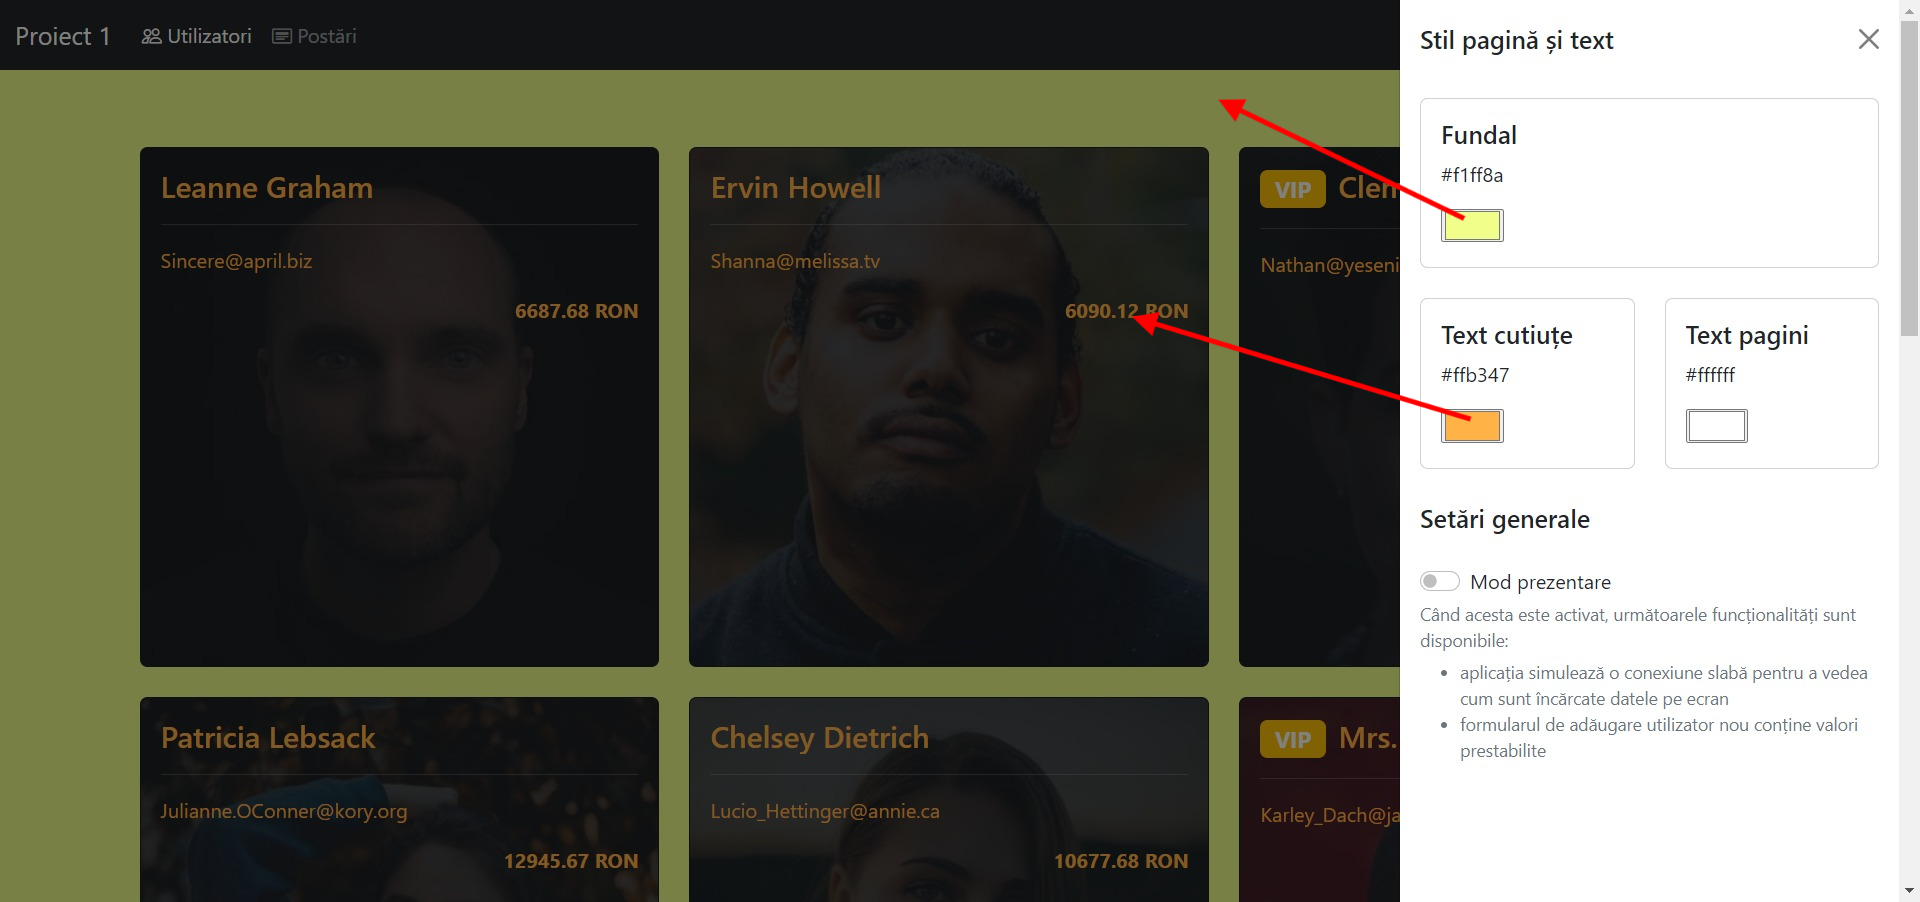 Proiect 1 Utilizatori Postări
Leanne Graham
Sincere@april.biz
6687.68 RON
Ervin Howell
Shanna@melissa.tv
6090.12 RON
VIP Clem
Nathan@yeseni
Patricia Lebsack
Julianne.OConner@kory.org
12945.67 RON
Chelsey Dietrich
Lucio_Hettinger@annie.ca
10677.68 RON
VIP Mrs.
Karley_Dach@ja
Stil pagină și text
Fundal
#f1ff8a
Text cutiuțe
#ffb347
Text pagini
#ffffff
Setări generale
Mod prezentare
Când acesta este activat, următoarele funcționalități sunt
disponibile:
aplicația simulează o conexiune slabă pentru a vedea
cum sunt încărcate datele pe ecran
formularul de adăugare utilizator nou conține valori
prestabilite